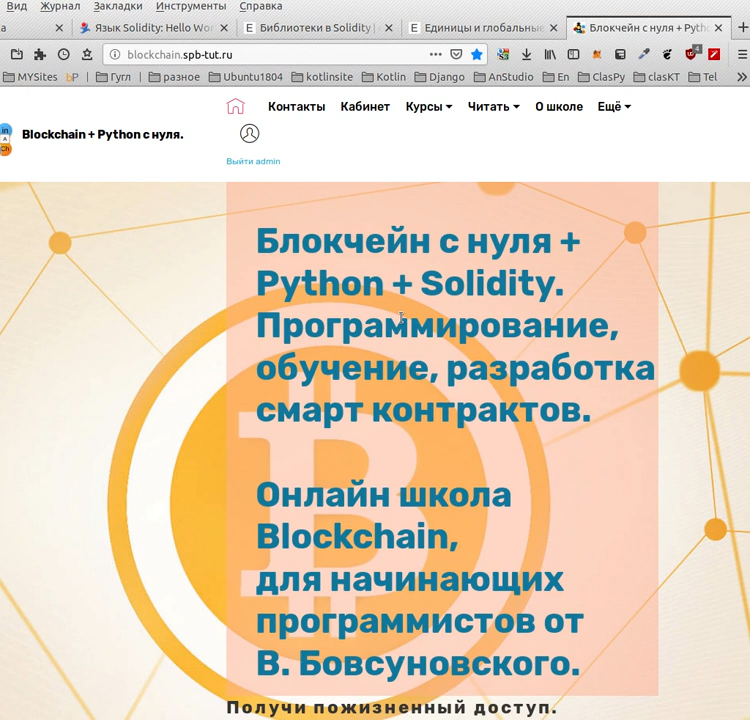 Вид Журнал Закладки Инструменты Справка
Язык Solidity: Hello Wor
Библиотеки в Solidity |
Единицы и глобальные
Блокчейн с нуля + Pyth
blockchain.spb-tut.ru
MYSites bP Гугл разное Ubuntu1804 kotlinsite Kotlin Django AnStudio En ClasPy clasKT Tel
Контакты Кабинет Курсы Читать О школе Ещё
Blockchain + Python с нуля.
Выйти admin
Блокчейн с нуля +
Python + Solidity.
Программирование,
обучение, разработка
смарт контрактов.
Онлайн школа
Blockchain,
для начинающих
программистов от
В. Бовсуновского.
Получи пожизненный доступ.